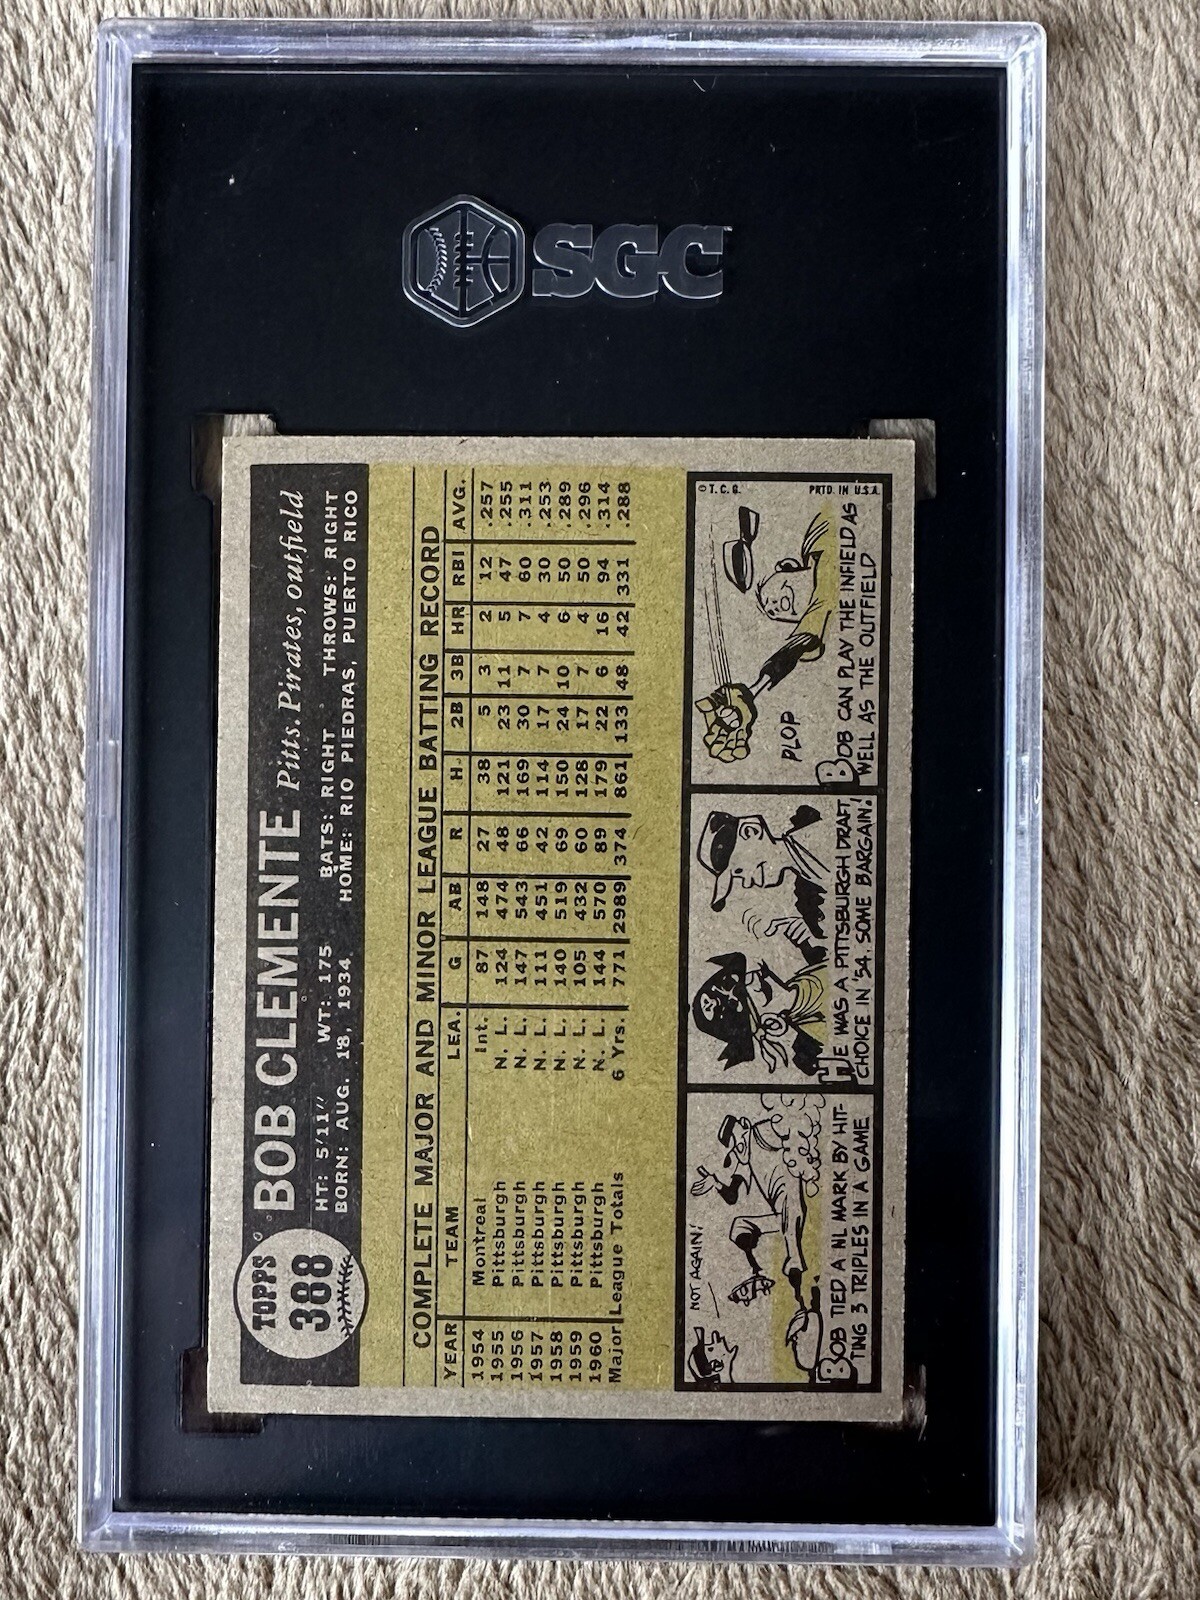 SGC
TOPPS
388
BOB CLEMENTE Pitts. Pirates, outfield
HT: 5'11" WT: 175 BATS: RIGHT THROWS: RIGHT
BORN: AUG. 18, 1934 HOME: RIO PIEDRAS, PUERTO RICO
COMPLETE MAJOR AND MINOR LEAGUE BATTING RECORD
YEAR TEAM LEA. G AB R H 2B 3B HR RBI AVG.
1954 Montreal Int. 87 148 27 38 5 3 2 12 .257
1955 Pittsburgh N. L. 124 474 48 121 23 11 5 47 .255
1956 Pittsburgh N. L. 147 543 66 169 30 7 7 60 .311
1957 Pittsburgh N. L. 111 451 42 114 17 7 4 30 .253
1958 Pittsburgh N. L. 140 519 69 150 24 10 6 50 .289
1959 Pittsburgh N. L. 105 432 60 128 17 7 4 50 .296
1960 Pittsburgh N. L. 144 570 89 179 22 6 16 94 .314
Major League Totals 6 Yrs. 771 2989 374 861 133 48 42 331 .288
NOT AGAIN!
BOB TIED A NL MARK BY HIT-
TING 3 TRIPLES IN A GAME
HE WAS A PITTSBURGH DRAFT
CHOICE IN '54. SOME BARGAIN!
© T. C. G. PRTD. IN U.S.A.
PLOP
BOB CAN PLAY THE INFIELD AS
WELL AS THE OUTFIELD